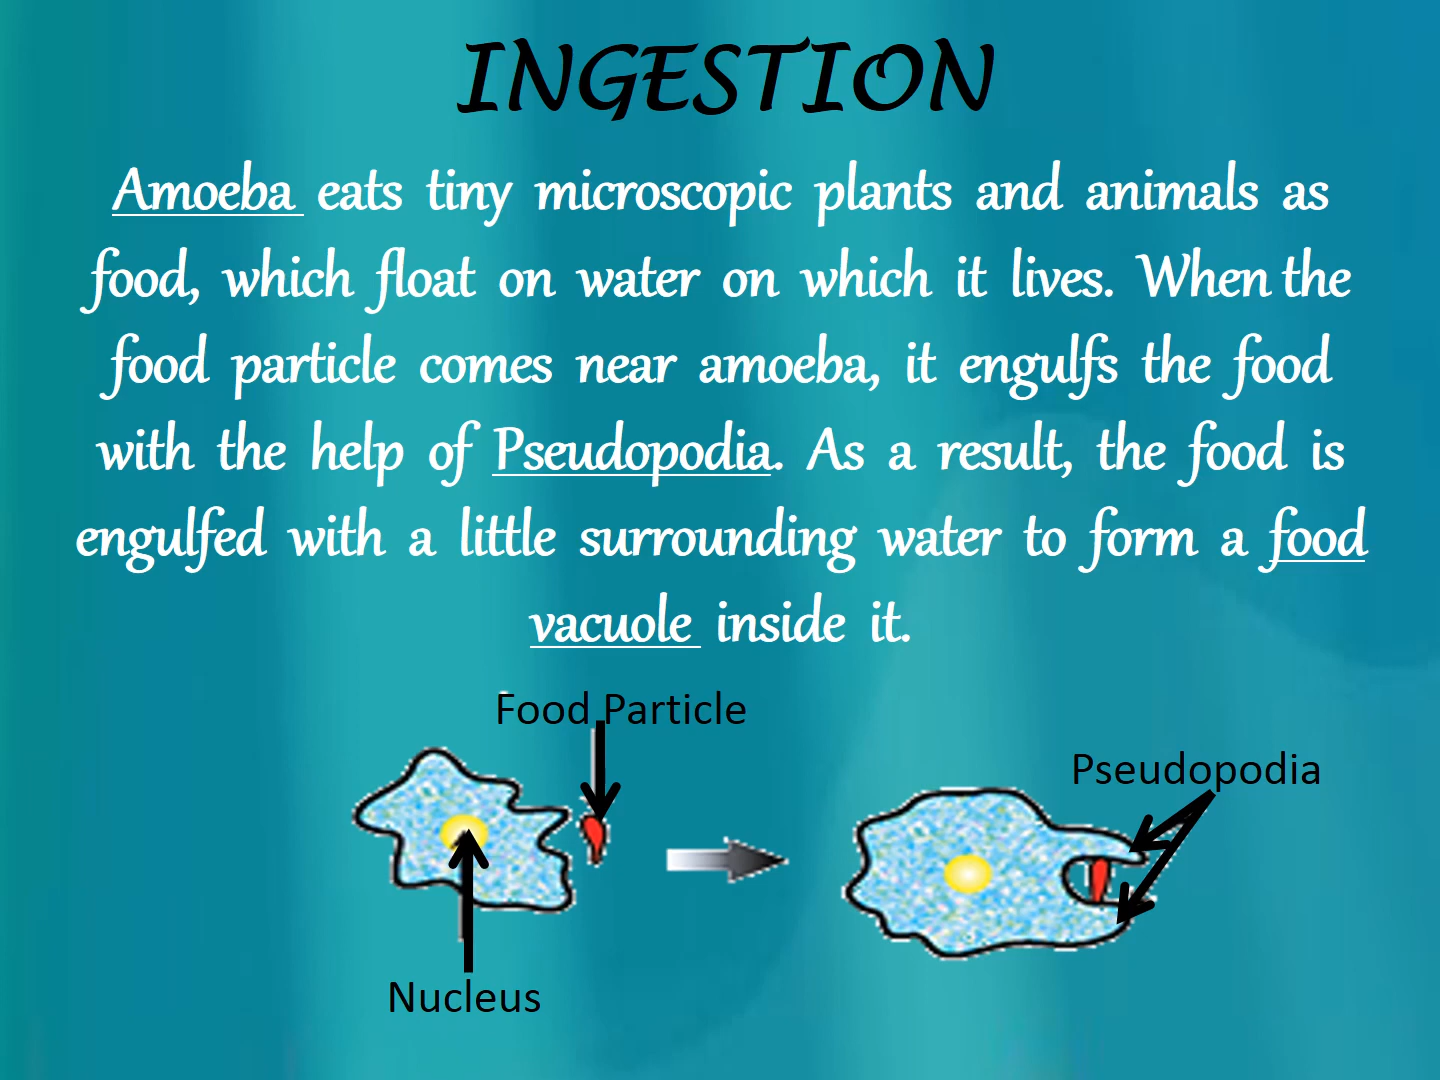 INGESTION
Amoeba eats tiny microscopic plants and animals as
food, which float on water on which it lives. When the
food particle comes near amoeba, it engulfs the food
with the help of Pseudopodia. As a result, the food is
engulfed with a little surrounding water to form a food
vacuole inside it.
Food Particle
Pseudopodia
Nucleus